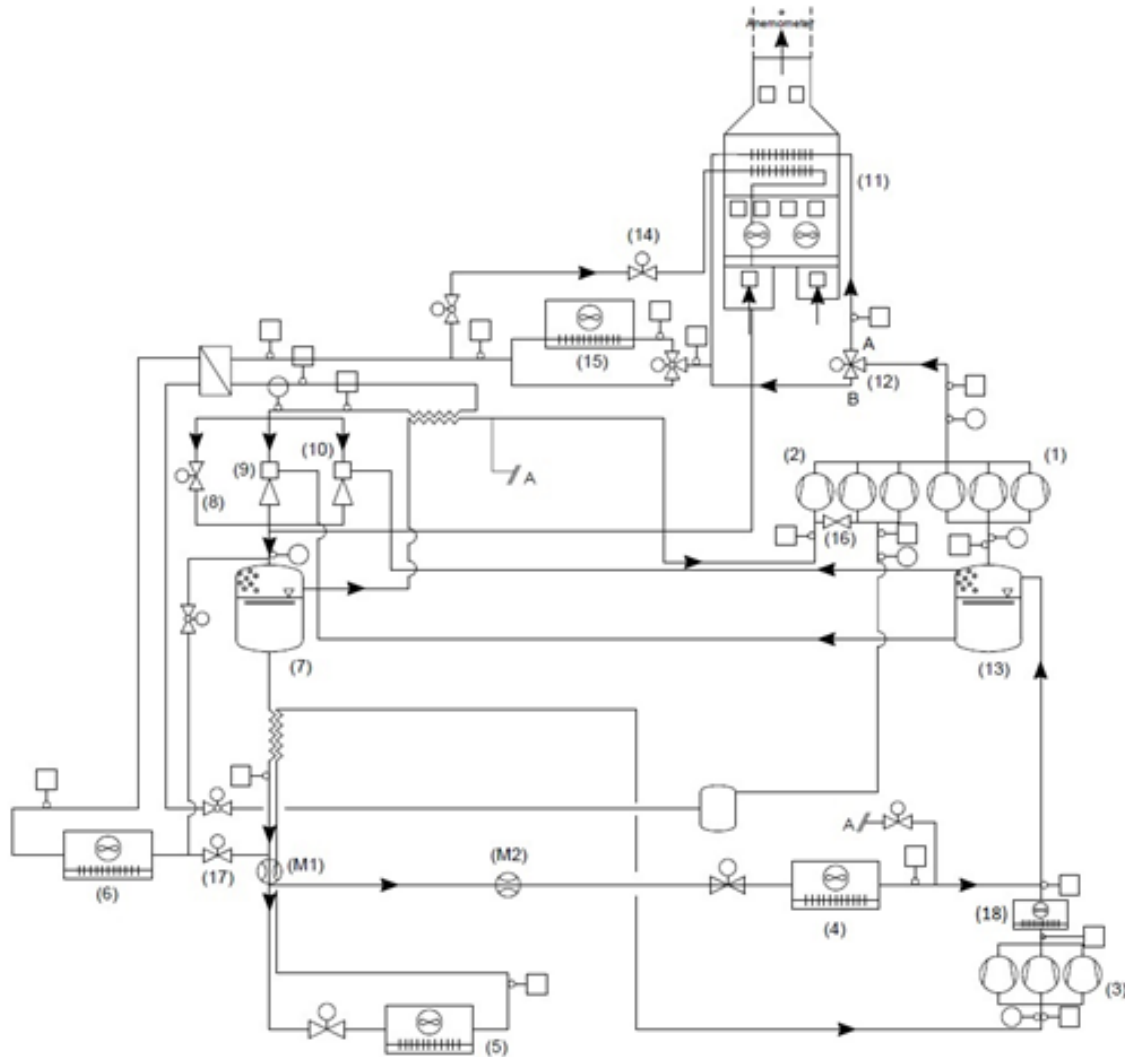 Anemometer
(11)
(14)
(15)
A
(12)
B
(10)
(9)
(8)
A
(2)
(1)
(16)
(7)
(13)
(M1)
(M2)
A
(17)
(6)
(4)
(18)
(3)
(5)